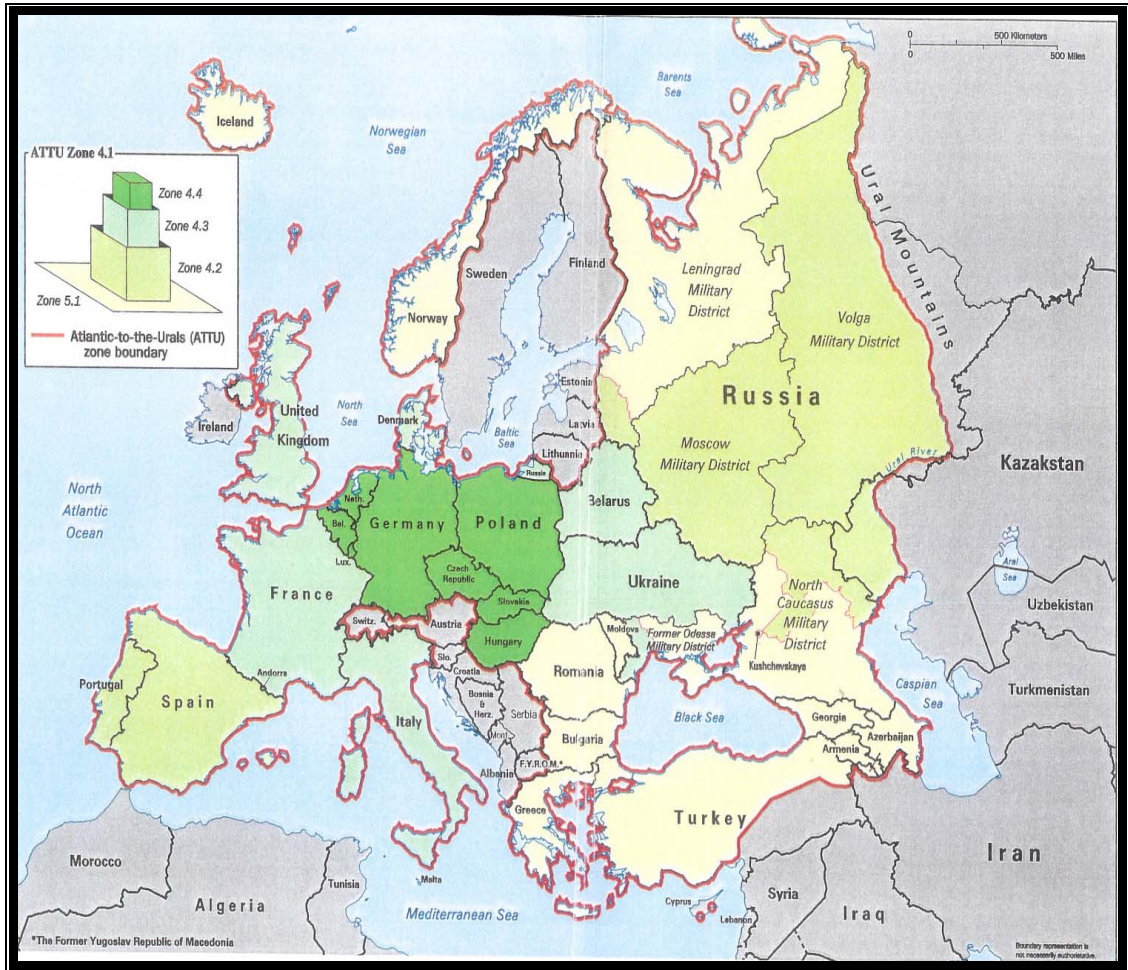 0 500 Kilometers
0 500 Miles
Barents
Sea
Iceland
Norwegian
Sea
ATTU Zone 4.1
Zone 4.4
Zone 4.3
Zone 4.2
Zone 5.1
Atlantic-to-the-Urals (ATTU)
zone boundary
Ural Mountains
Sweden
Finland
Norway
Leningrad
Military
District
Volga
Military District
Russia
Estonia
Latvia
Lithuania
Russia
Moscow
Military District
Ural River
Kazakstan
United
Kingdom
Ireland
North
Sea
Denmark
Baltic
Sea
North
Atlantic
Ocean
Neth.
Bel.
Lux.
Germany
Poland
Belarus
Czech
Republic
Slovakia
Ukraine
France
Switz.
Austria
Hungary
Moldova
Former Odessa
Military District
North
Caucasus
Military
District
Kushchevskaya
Aral
Sea
Uzbekistan
Turkmenistan
Caspian
Sea
Portugal
Spain
Andorra
Italy
Slo.
Croatia
Bosnia
&
Herz.
Serbia
Mont.
Albania
F.Y.R.O.M.*
Romania
Bulgaria
Black Sea
Georgia
Azerbaijan
Armenia
Greece
Turkey
Iran
Morocco
Algeria
Tunisia
Malta
Mediterranean Sea
Cyprus
Lebanon
Syria
Iraq
*The Former Yugoslav Republic of Macedonia
Boundary representation is
not necessarily authoritative.